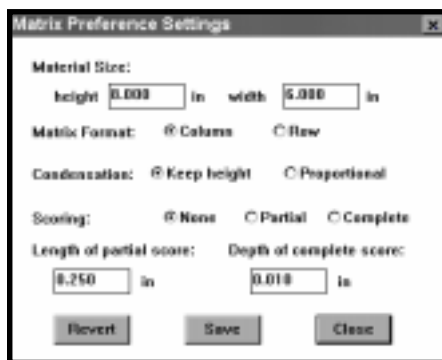 Matrix Preference Settings
Material Size:
height 8.000 in width 6.000 in
Matrix Format: Column Row
Condensation: Keep height Proportional
Scoring: None Partial Complete
Length of partial score: Depth of complete score:
0.250 in 0.010 in
Revert Save Close